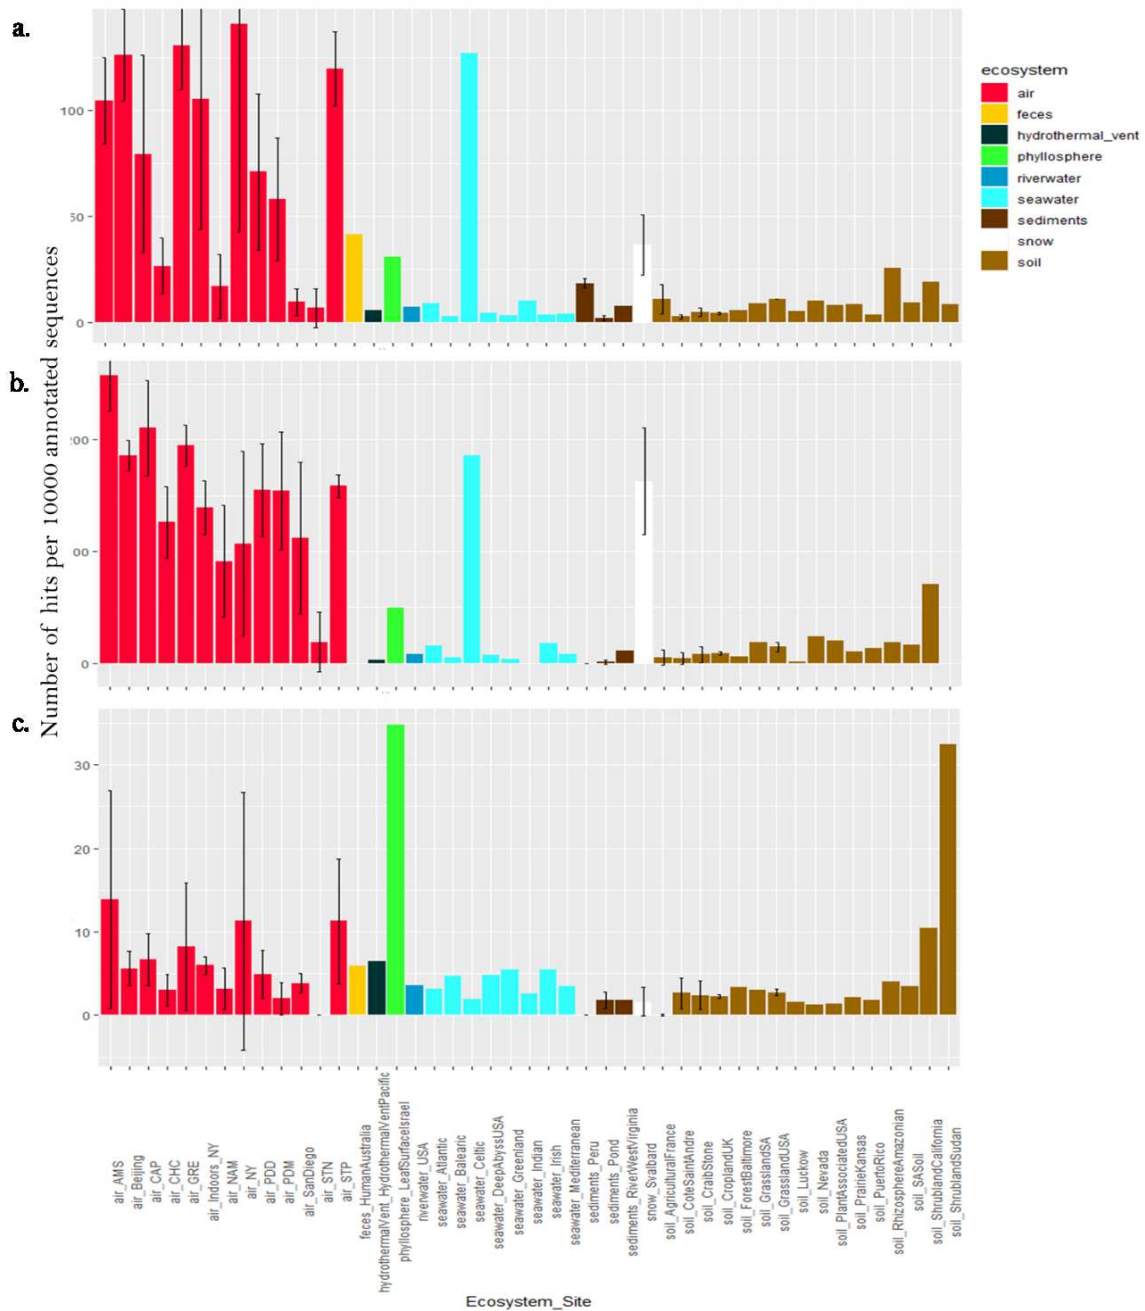 a.
100
50
0
ecosystem
air
feces
hydrothermal_vent
phyllosphere
riverwater
seawater
sediments
snow
soil
Number of hits per 10000 annotated sequences
b.
00
00
0
c.
30
20
10
0
air_AMS
air_Beijing
air_CAP
air_CHC
air_GRE
air_Indoors_NY
air_NAM
air_NY
air_PDD
air_PDM
air_SanDiego
air_STN
air_STP
feces_HumanAustralia
hydrothermalVent_HydrothermalVentPacific
phyllosphere_LeafSurfaceIsrael
riverwater_USA
seawater_Atlantic
seawater_Balearic
seawater_Celtic
seawater_DeepAbyssUSA
seawater_Greenland
seawater_Indian
seawater_Irish
seawater_Mediterranean
sediments_Peru
sediments_Pond
sediments_RiverWestVirginia
snow_Svalbard
soil_AgriculturalFrance
soil_CoteSaintAndre
soil_CraibStone
soil_CroplandUK
soil_ForestBaltimore
soil_GrasslandSA
soil_GrasslandUSA
soil_Luckow
soil_Nevada
soil_PlantAssociatedUSA
soil_PrairieKansas
soil_PuertoRico
soil_RhizosphereAmazonian
soil_SASoil
soil_ShrublandCalifornia
soil_ShrublandSudan
Ecosystem_Site